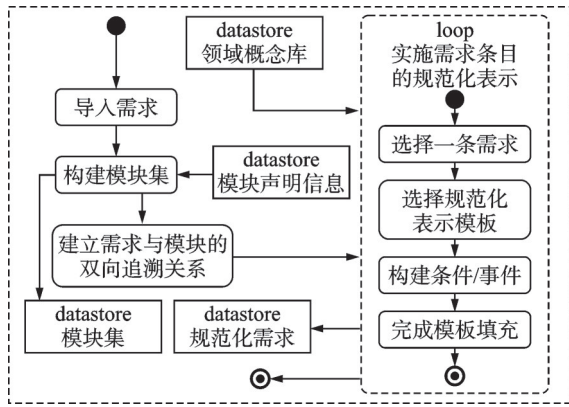 datastore
领域概念库
loop
实施需求条目
的规范化表示
导入需求
选择一条需求
构建模块集
datastore
模块声明信息
选择规范化
表示模板
建立需求与模块的
双向追溯关系
构建条件/事件
datastore
模块集
datastore
规范化需求
完成模板填充